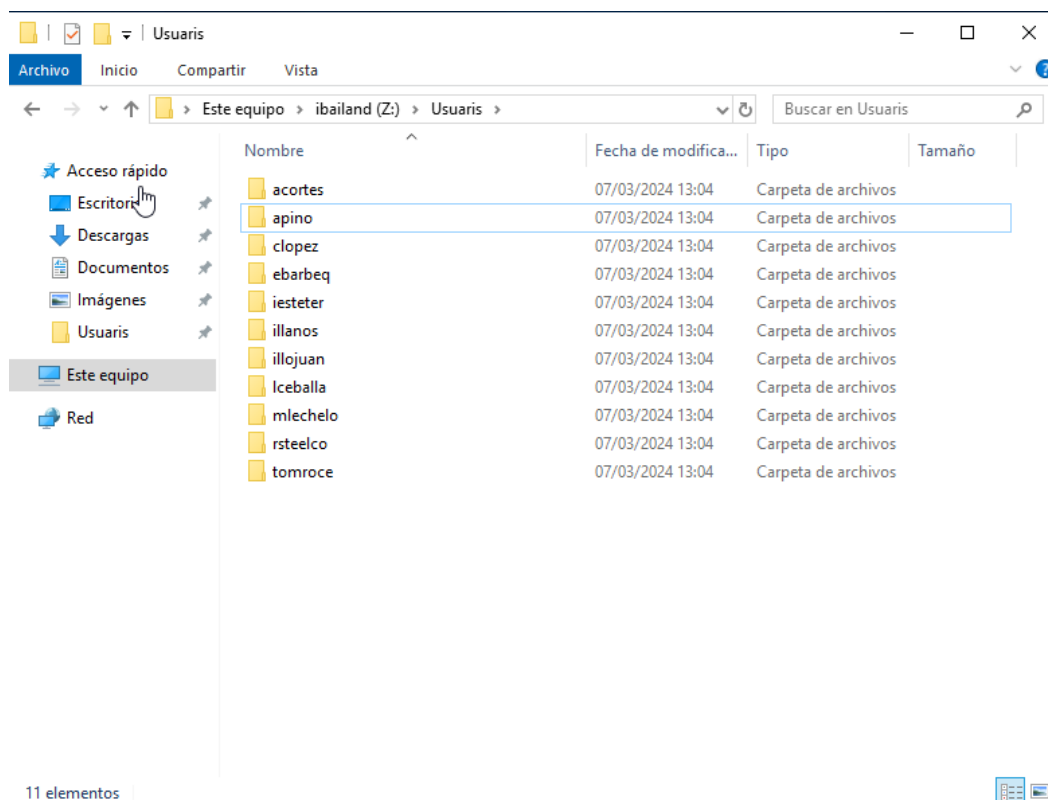 Usuaris
Archivo Inicio Compartir Vista
Este equipo > ibailand (Z:) > Usuaris >
Buscar en Usuaris
Nombre Fecha de modifica... Tipo Tamaño
Acceso rápido
Escritorio
Descargas
Documentos
Imágenes
Usuaris
Este equipo
Red
acortes 07/03/2024 13:04 Carpeta de archivos
apino 07/03/2024 13:04 Carpeta de archivos
clopez 07/03/2024 13:04 Carpeta de archivos
ebarbeq 07/03/2024 13:04 Carpeta de archivos
iesteter 07/03/2024 13:04 Carpeta de archivos
illanos 07/03/2024 13:04 Carpeta de archivos
illojuan 07/03/2024 13:04 Carpeta de archivos
lceballa 07/03/2024 13:04 Carpeta de archivos
mlechelo 07/03/2024 13:04 Carpeta de archivos
rsteelco 07/03/2024 13:04 Carpeta de archivos
tomroce 07/03/2024 13:04 Carpeta de archivos
11 elementos